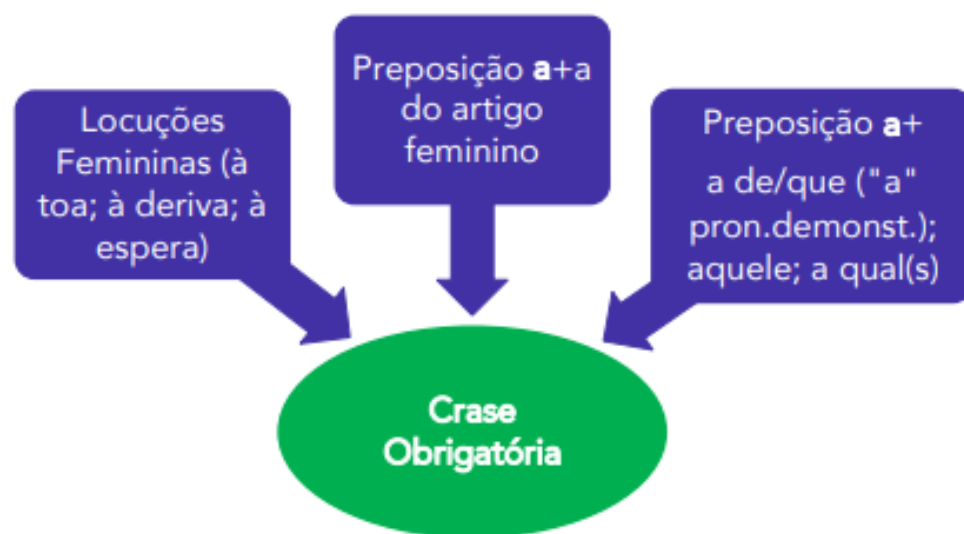 Locuções
Femininas (à
toa; à deriva; à
espera)
Preposição a+a
do artigo
feminino
Preposição a+
a de/que ("a"
pron.demonst.);
aquele; a qual(s)
Crase
Obrigatória